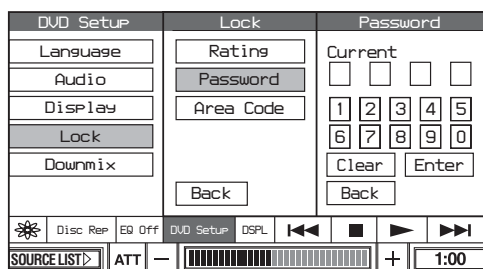 DVD Setup
Language
Audio
Display
Lock
Downmix
Lock
Rating
Password
Area Code
Back
Password
Current
1 2 3 4 5
6 7 8 9 0
Clear Enter
Back
Disc Rep EQ Off DVD Setup DSPL
SOURCE LIST ATT − + 1:00